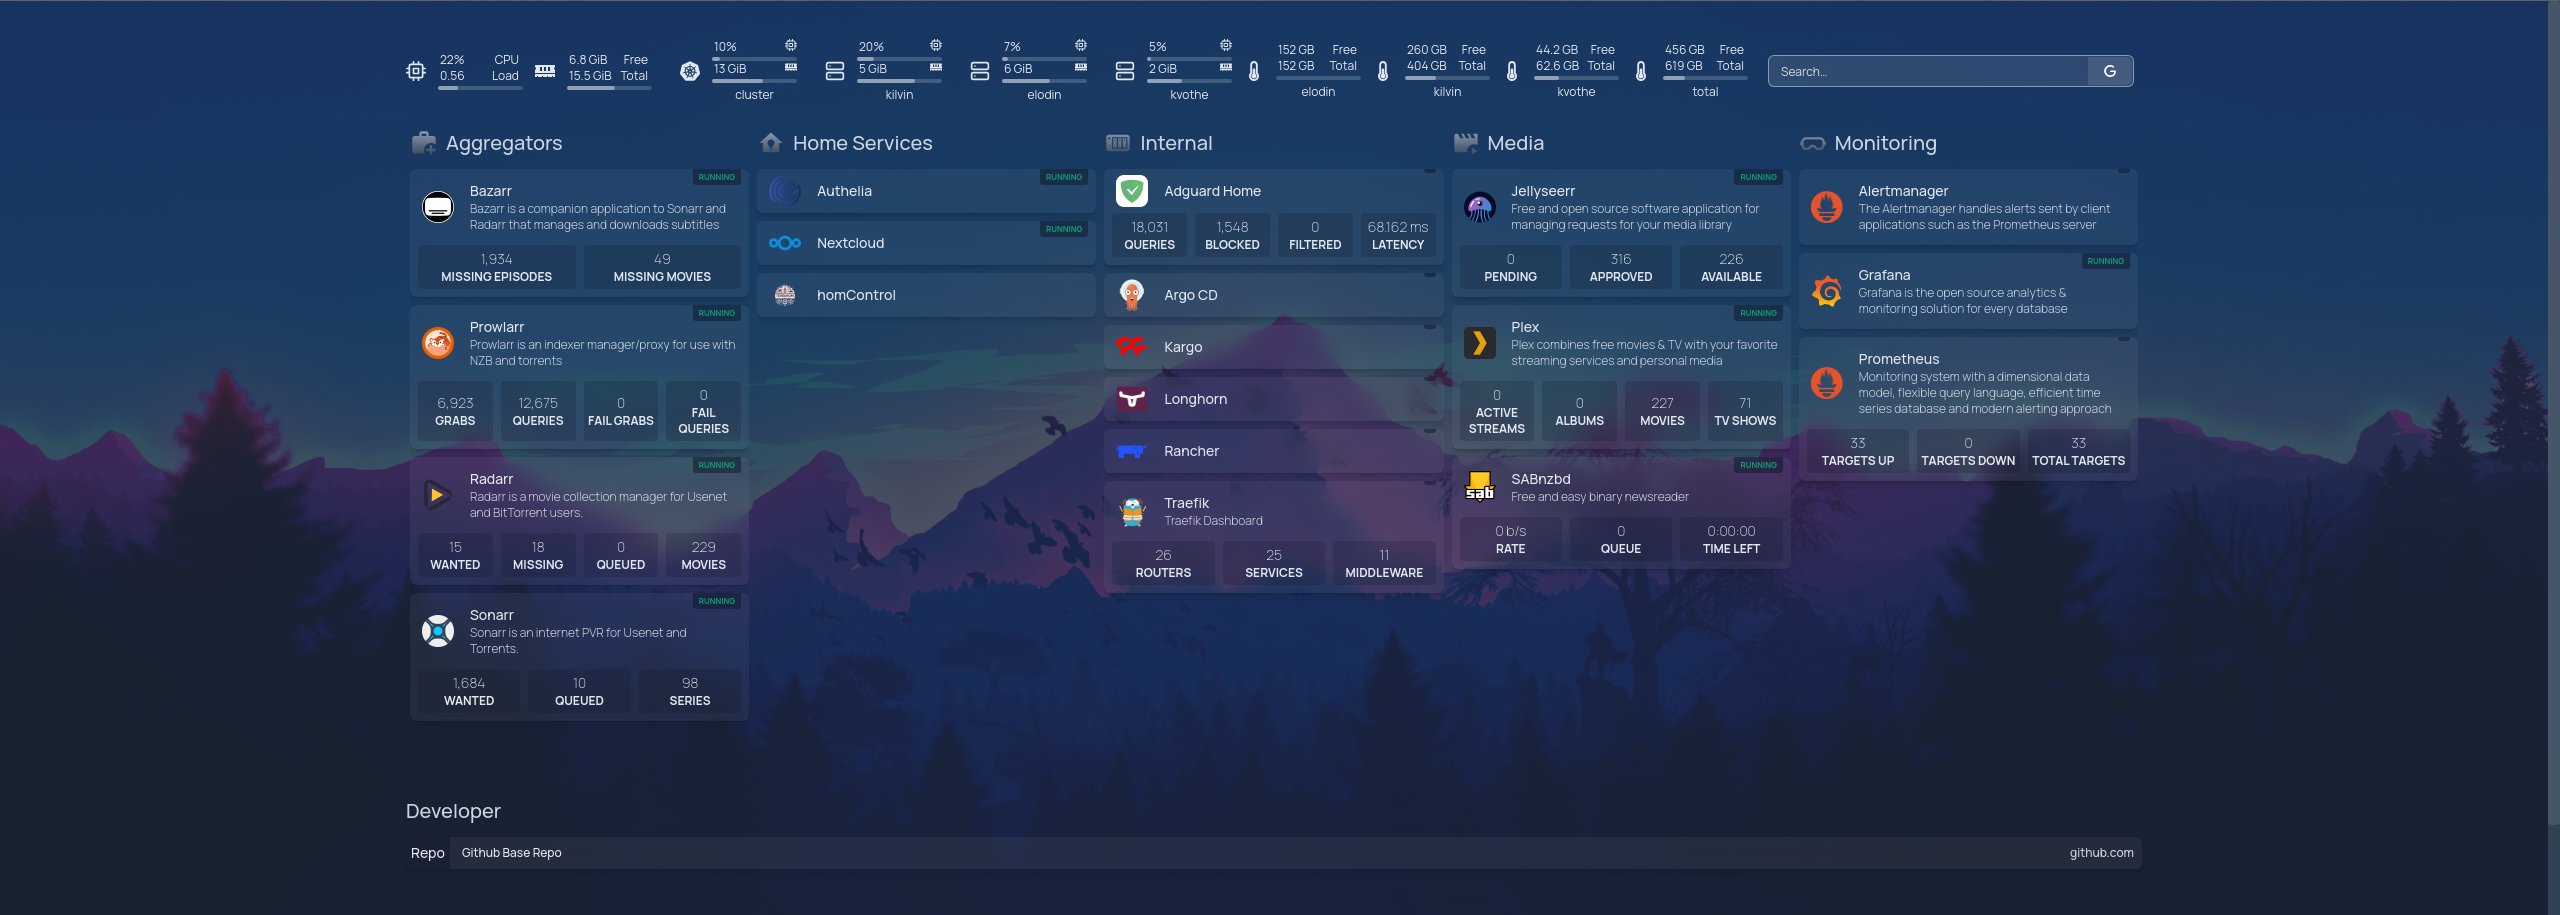 22% CPU
0.56 Load
6.8 GiB Free
15.5 GiB Total
10%
13 GiB
cluster
20%
5 GiB
kilvin
7%
6 GiB
elodin
5%
2 GiB
kvothe
152 GB Free
152 GB Total
elodin
260 GB Free
404 GB Total
kilvin
44.2 GB Free
62.6 GB Total
kvothe
456 GB Free
619 GB Total
total
Search...
G
Aggregators
RUNNING
Bazarr
Bazarr is a companion application to Sonarr and
Radarr that manages and downloads subtitles
1,934 49
MISSING EPISODES MISSING MOVIES
RUNNING
Prowlarr
Prowlarr is an indexer manager/proxy for use with
NZB and torrents
6,923 12,675 0 0
GRABS QUERIES FAIL GRABS FAIL
QUERIES
RUNNING
Radarr
Radarr is a movie collection manager for Usenet
and BitTorrent users.
15 18 0 229
WANTED MISSING QUEUED MOVIES
RUNNING
Sonarr
Sonarr is an internet PVR for Usenet and
Torrents.
1,684 10 98
WANTED QUEUED SERIES
Home Services
RUNNING
Authelia
RUNNING
Nextcloud
homControl
Internal
Adguard Home
18,031 1,548 0 68.162 ms
QUERIES BLOCKED FILTERED LATENCY
Argo CD
Kargo
Longhorn
Rancher
Traefik
Traefik Dashboard
26 25 11
ROUTERS SERVICES MIDDLEWARE
Media
RUNNING
Jellyseerr
Free and open source software application for
managing requests for your media library
0 316 226
PENDING APPROVED AVAILABLE
RUNNING
Plex
Plex combines free movies & TV with your favorite
streaming services and personal media
0 0 227 71
ACTIVE ALBUMS MOVIES TV SHOWS
STREAMS
RUNNING
sab
SABnzbd
Free and easy binary newsreader
0 b/s 0 0:00:00
RATE QUEUE TIME LEFT
Monitoring
Alertmanager
The Alertmanager handles alerts sent by client
applications such as the Prometheus server
RUNNING
Grafana
Grafana is the open source analytics &
monitoring solution for every database
Prometheus
Monitoring system with a dimensional data
model, flexible query language, efficient time
series database and modern alerting approach
33 0 33
TARGETS UP TARGETS DOWN TOTAL TARGETS
Developer
Repo Github Base Repo github.com